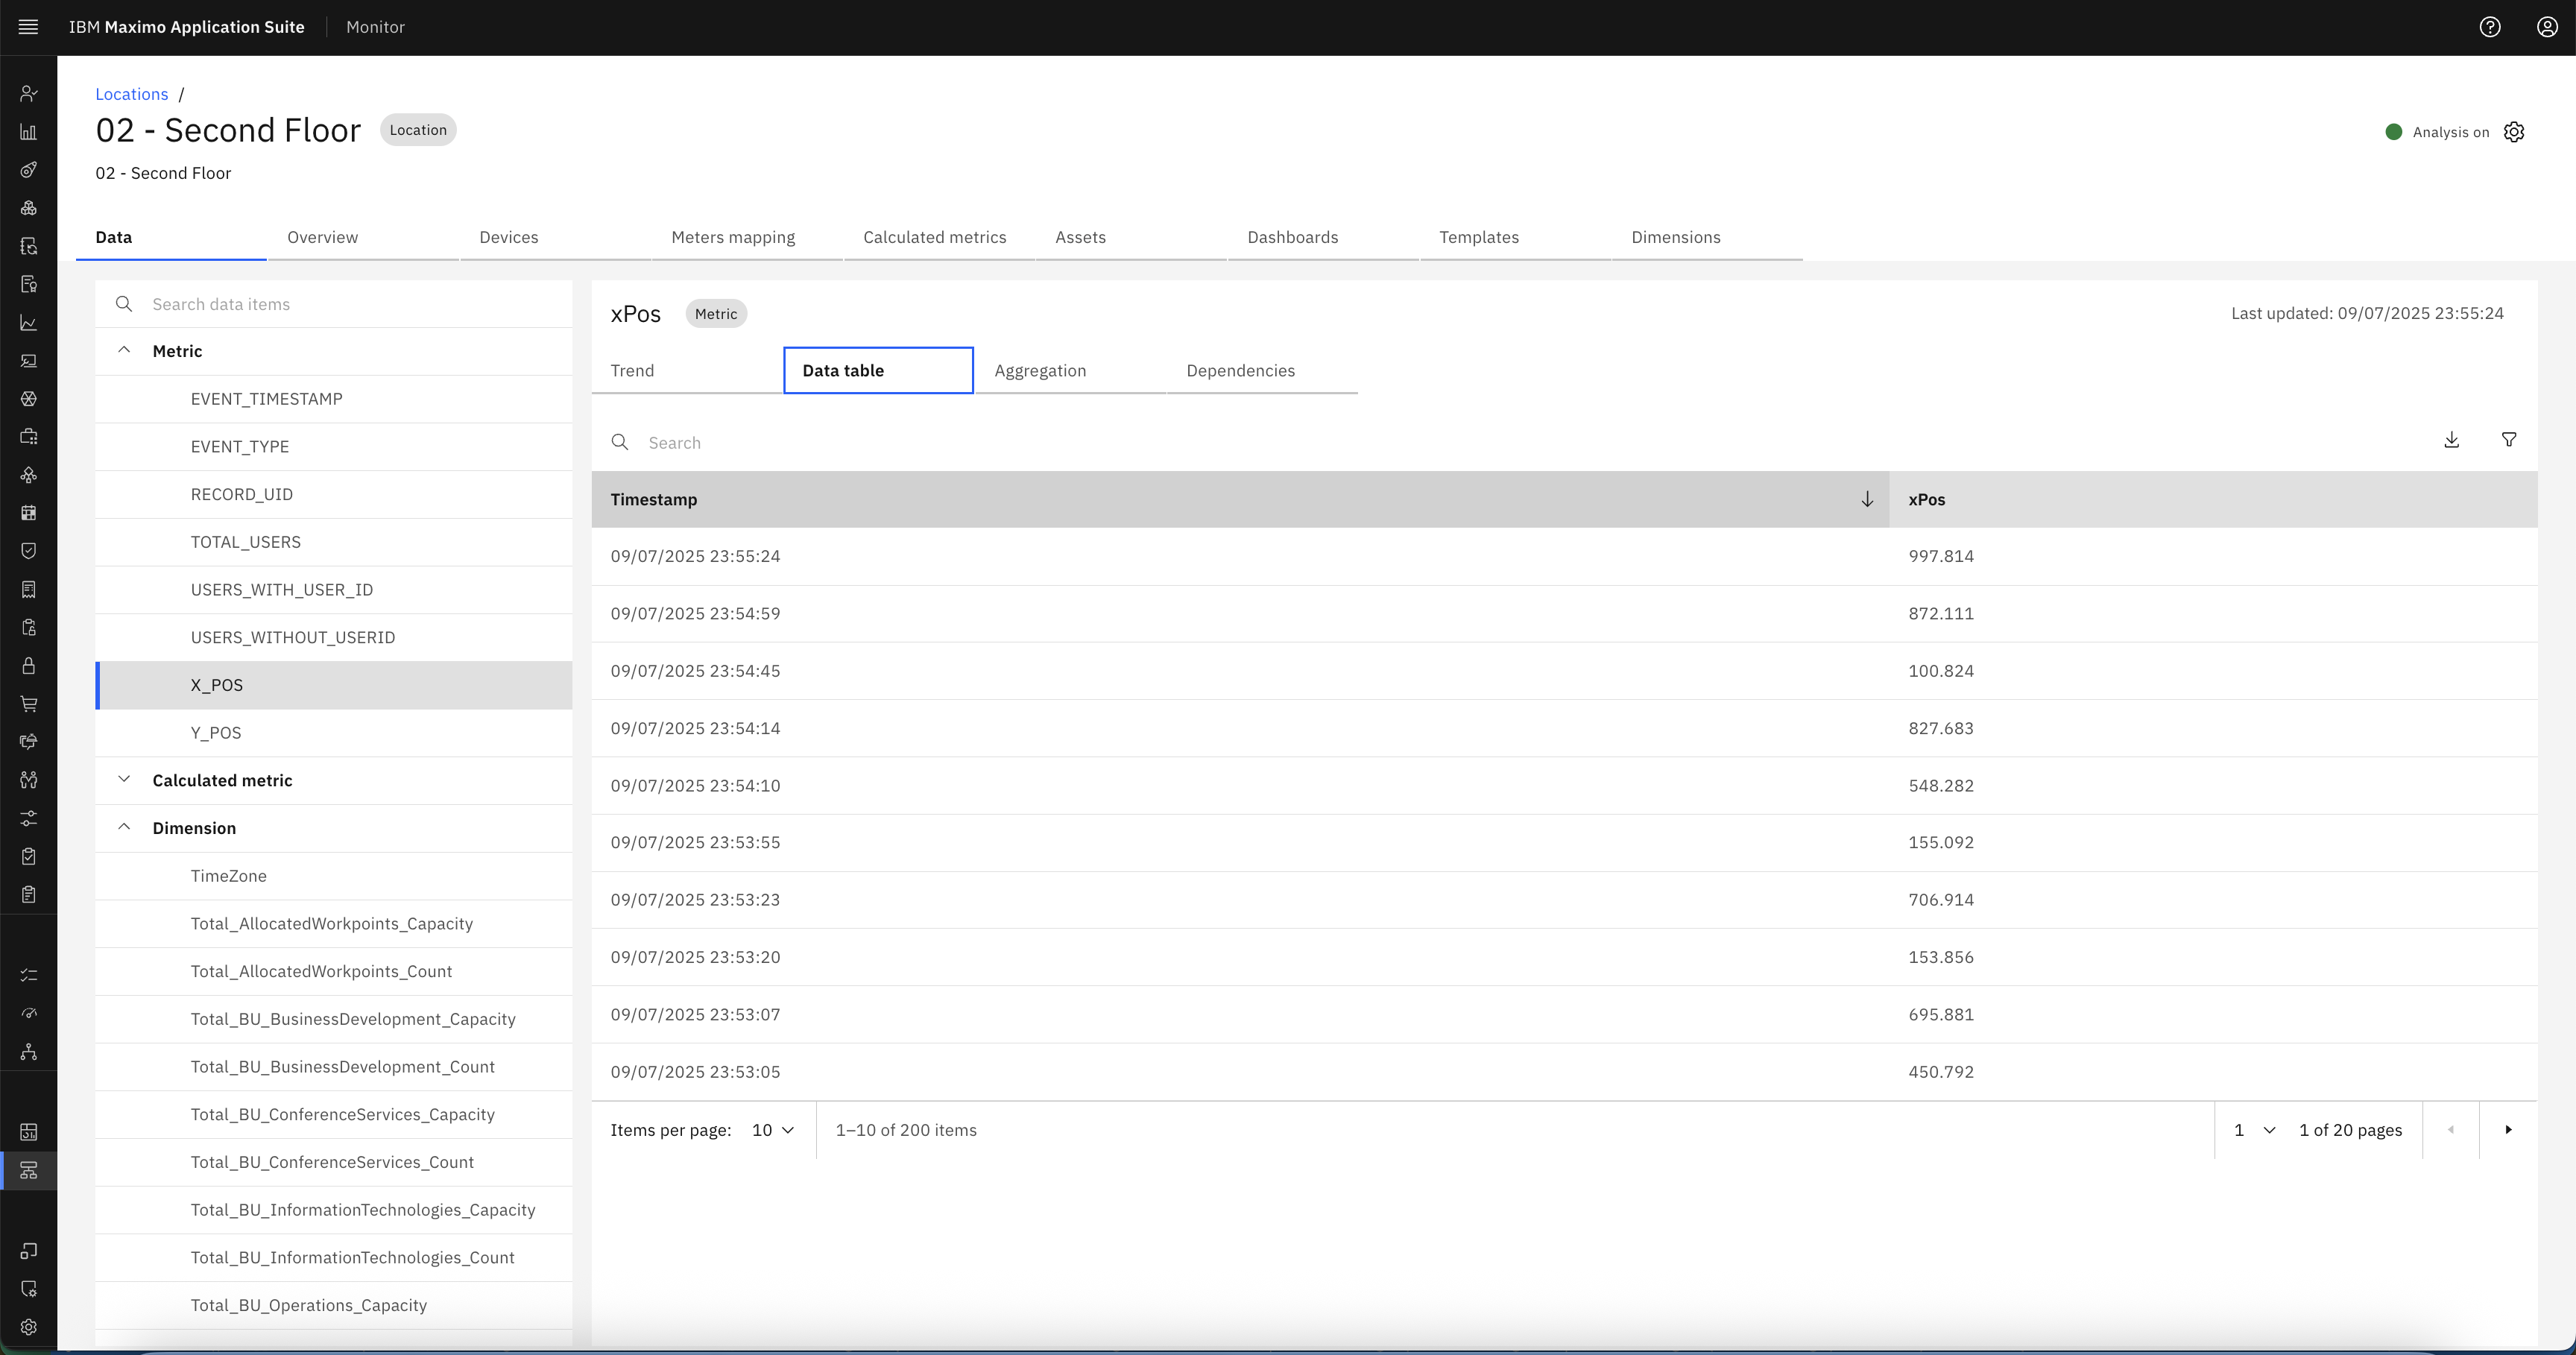 IBM Maximo Application Suite Monitor
Locations /
02 - Second Floor Location
Analysis on
02 - Second Floor
Data Overview Devices Meters mapping Calculated metrics Assets Dashboards Templates Dimensions
Search data items
Metric
EVENT_TIMESTAMP
EVENT_TYPE
RECORD_UID
TOTAL_USERS
USERS_WITH_USER_ID
USERS_WITHOUT_USERID
X_POS
Y_POS
Calculated metric
Dimension
TimeZone
Total_AllocatedWorkpoints_Capacity
Total_AllocatedWorkpoints_Count
Total_BU_BusinessDevelopment_Capacity
Total_BU_BusinessDevelopment_Count
Total_BU_ConferenceServices_Capacity
Total_BU_ConferenceServices_Count
Total_BU_InformationTechnologies_Capacity
Total_BU_InformationTechnologies_Count
Total_BU_Operations_Capacity
xPos Metric
Last updated: 09/07/2025 23:55:24
Trend Data table Aggregation Dependencies
Search
Timestamp xPos
09/07/2025 23:55:24 997.814
09/07/2025 23:54:59 872.111
09/07/2025 23:54:45 100.824
09/07/2025 23:54:14 827.683
09/07/2025 23:54:10 548.282
09/07/2025 23:53:55 155.092
09/07/2025 23:53:23 706.914
09/07/2025 23:53:20 153.856
09/07/2025 23:53:07 695.881
09/07/2025 23:53:05 450.792
Items per page: 10 1–10 of 200 items 1 1 of 20 pages